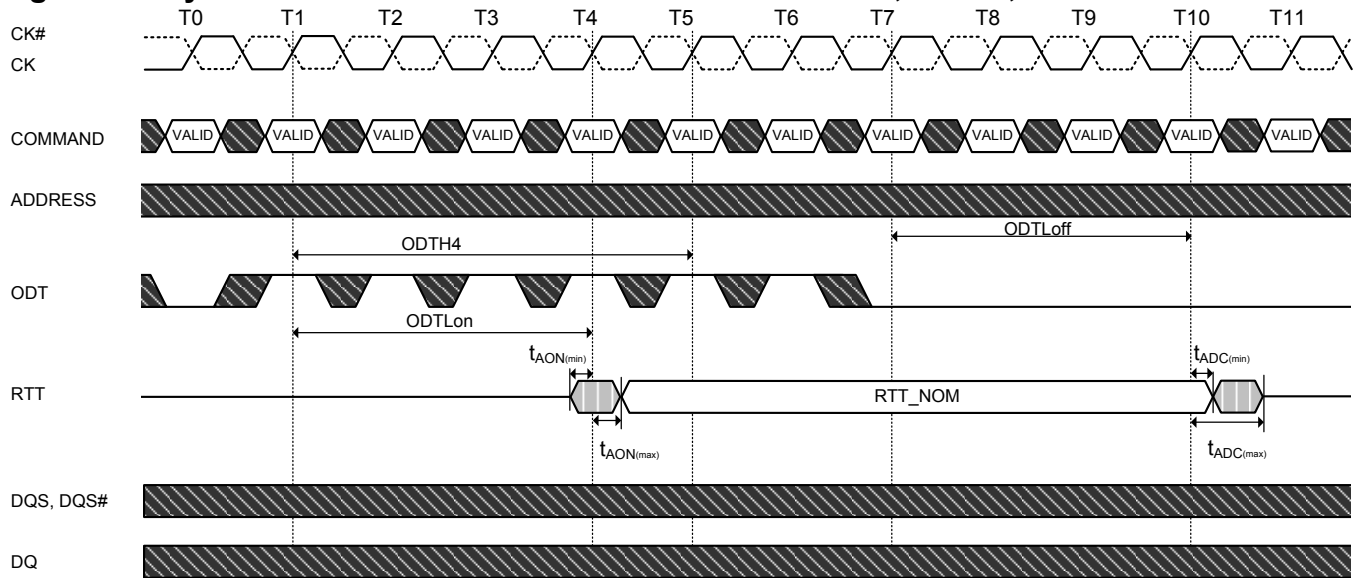 T0 T1 T2 T3 T4 T5 T6 T7 T8 T9 T10 T11
CK#
CK
COMMAND
VALID VALID VALID VALID VALID VALID VALID VALID VALID VALID VALID VALID
ADDRESS
ODTLoff
ODTH4
ODT
ODTLon
tAON(min)
tADC(min)
RTT
RTT_NOM
tAON(max)
tADC(max)
DQS, DQS#
DQ